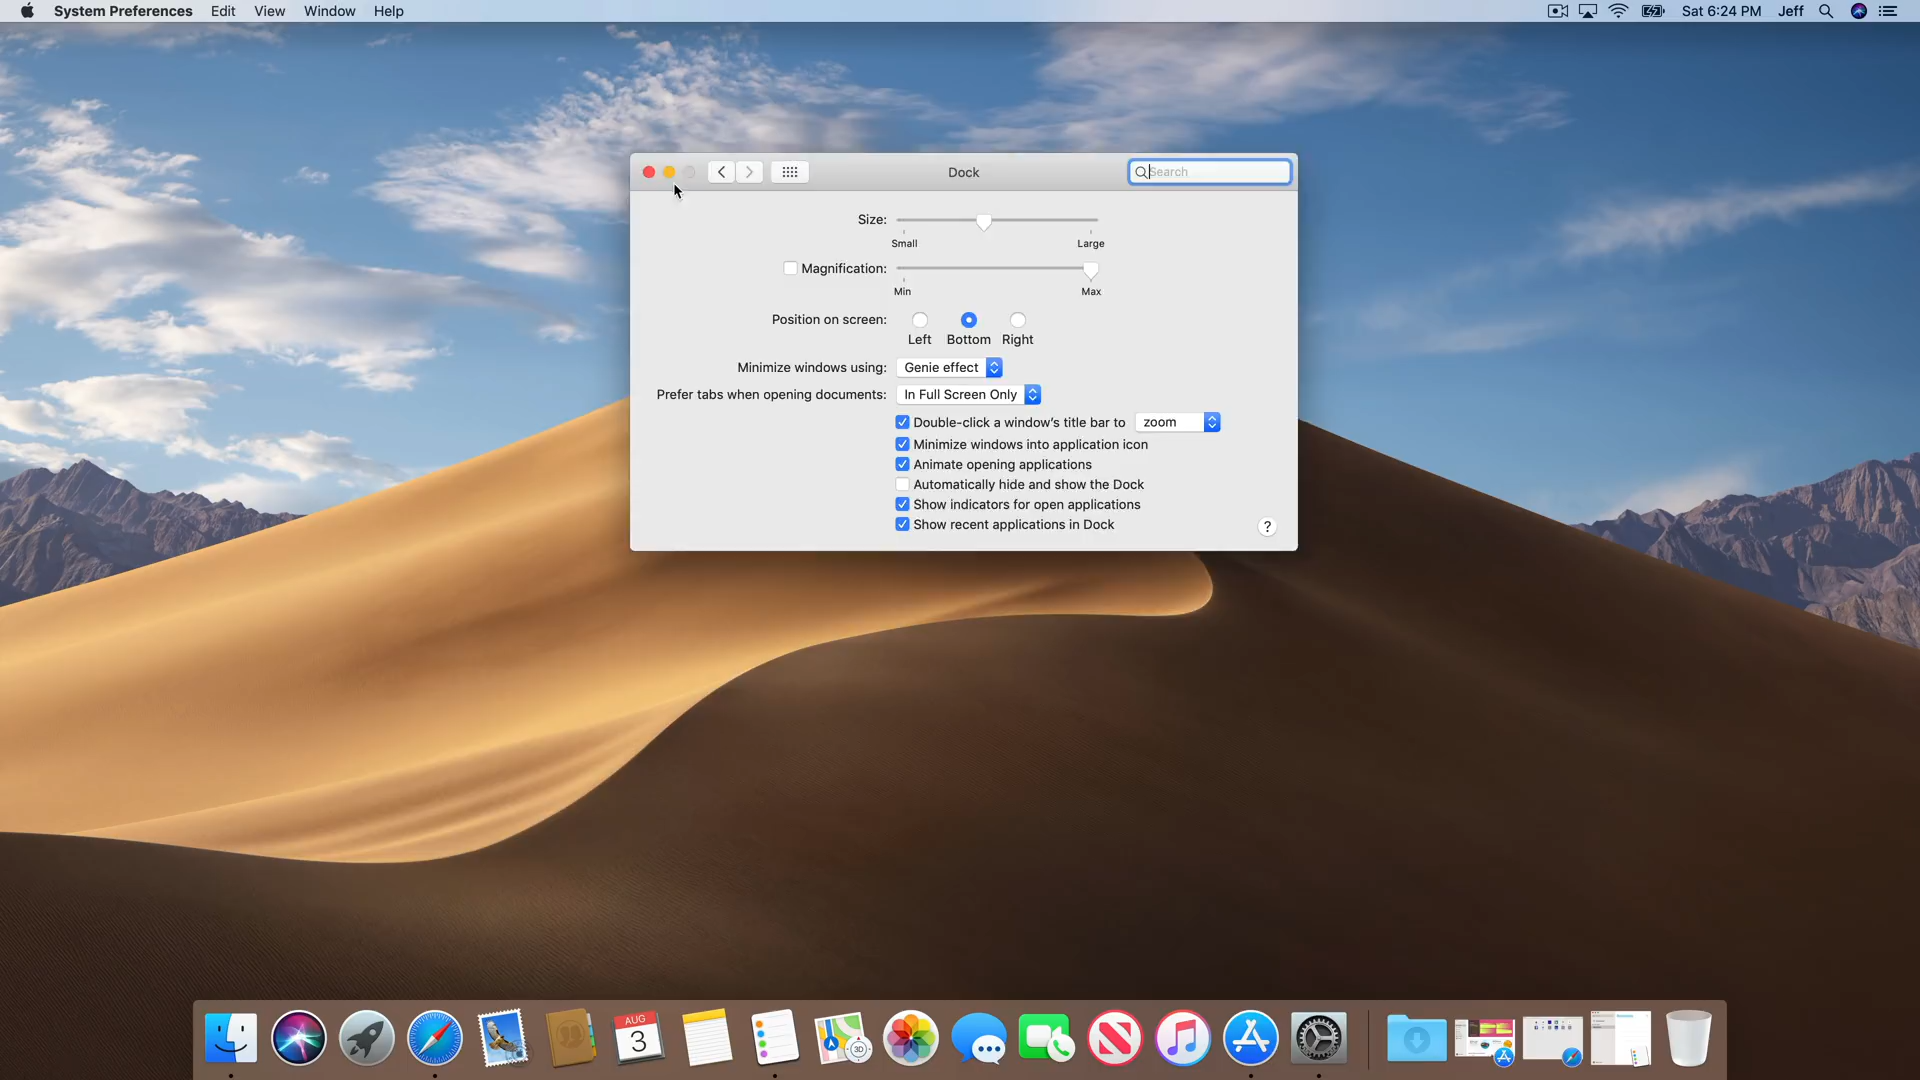 System Preferences Edit View Window Help Sat 6:24 PM Jeff
Dock Search
Size:
Small Large
Magnification:
Min Max
Position on screen:
Left Bottom Right
Minimize windows using: Genie effect
Prefer tabs when opening documents: In Full Screen Only
Double-click a window's title bar to zoom
Minimize windows into application icon
Animate opening applications
Automatically hide and show the Dock
Show indicators for open applications
Show recent applications in Dock ?
AUG
3
3D